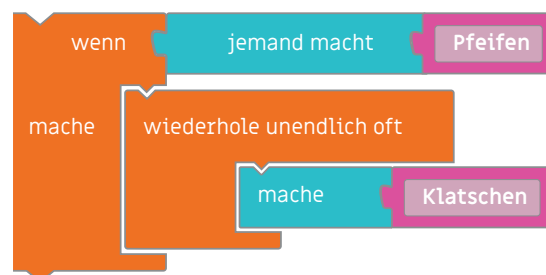 wenn jemand macht Pfeifen
mache wiederhole unendlich oft
mache Klatschen